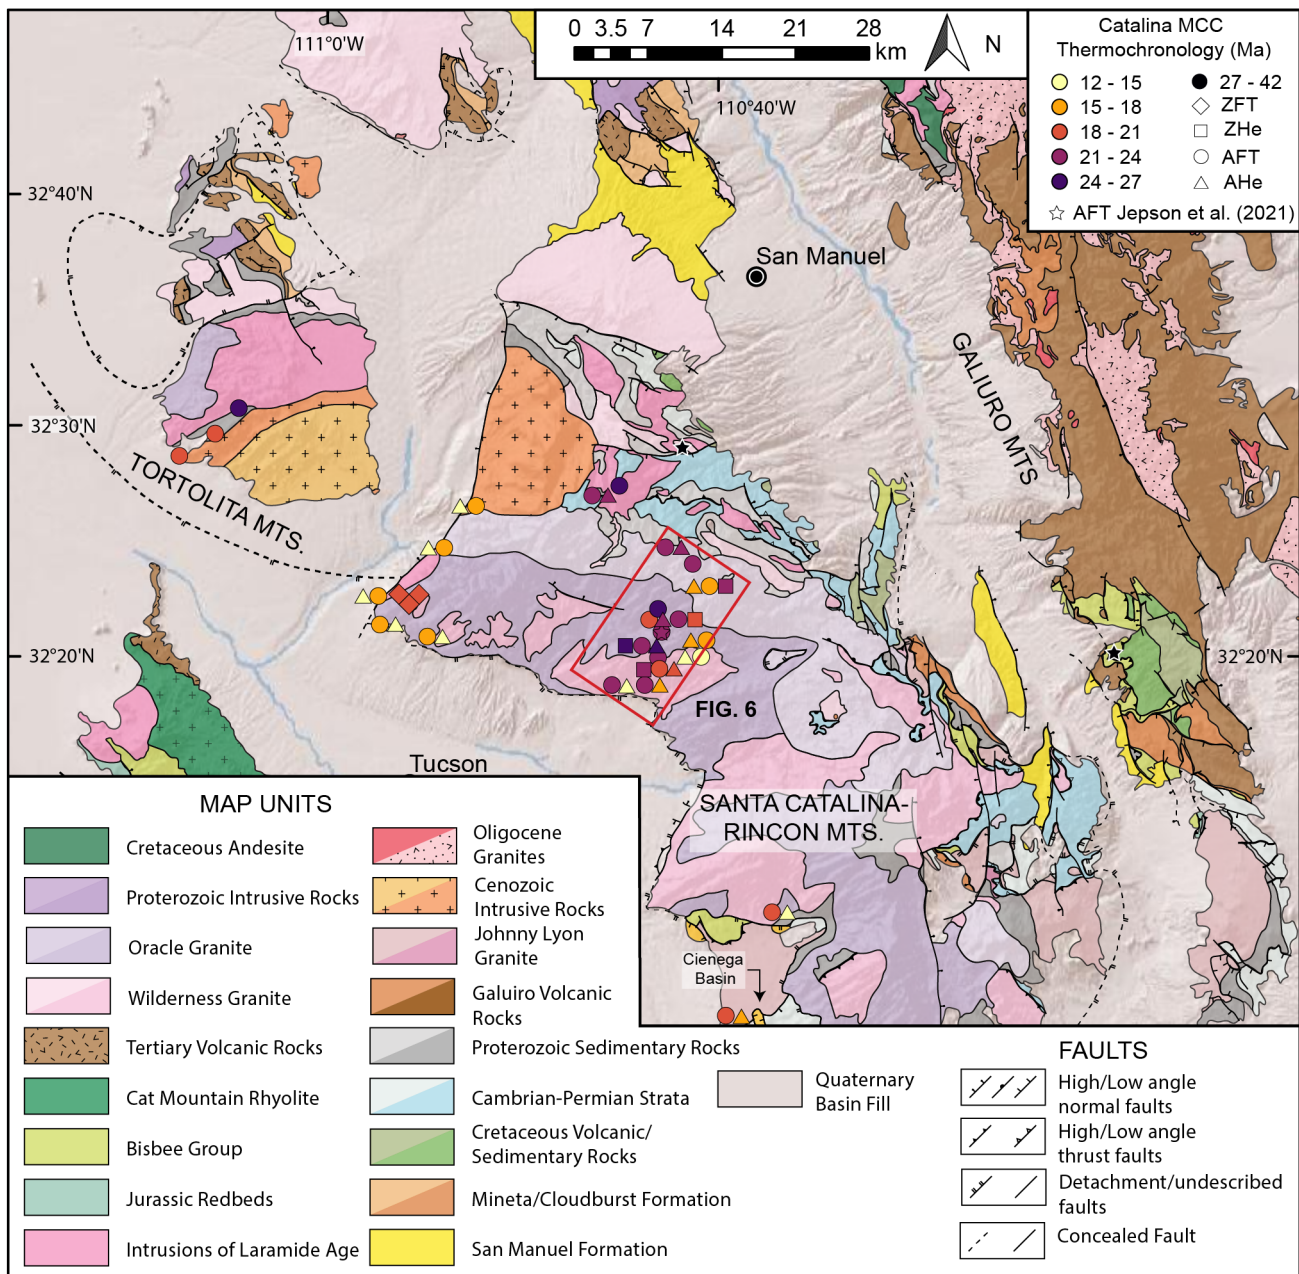 111°0'W
0 3.5 7 14 21 28
km
N
110°40'W
Catalina MCC
Thermochronology (Ma)
12 - 15
15 - 18
18 - 21
21 - 24
24 - 27
27 - 42
ZFT
ZHe
AFT
AHe
AFT Jepson et al. (2021)
32°40'N
San Manuel
GALIURO MTS
32°30'N
TORTOLITA MTS.
32°20'N
32°20'N
FIG. 6
Tucson
SANTA CATALINA-
RINCON MTS.
Cienega
Basin
MAP UNITS
Cretaceous Andesite
Proterozoic Intrusive Rocks
Oracle Granite
Wilderness Granite
Tertiary Volcanic Rocks
Cat Mountain Rhyolite
Bisbee Group
Jurassic Redbeds
Intrusions of Laramide Age
Oligocene
Granites
Cenozoic
Intrusive Rocks
Johnny Lyon
Granite
Galuiro Volcanic
Rocks
Proterozoic Sedimentary Rocks
Cambrian-Permian Strata
Cretaceous Volcanic/
Sedimentary Rocks
Mineta/Cloudburst Formation
San Manuel Formation
Quaternary
Basin Fill
FAULTS
High/Low angle
normal faults
High/Low angle
thrust faults
Detachment/undescribed
faults
Concealed Fault